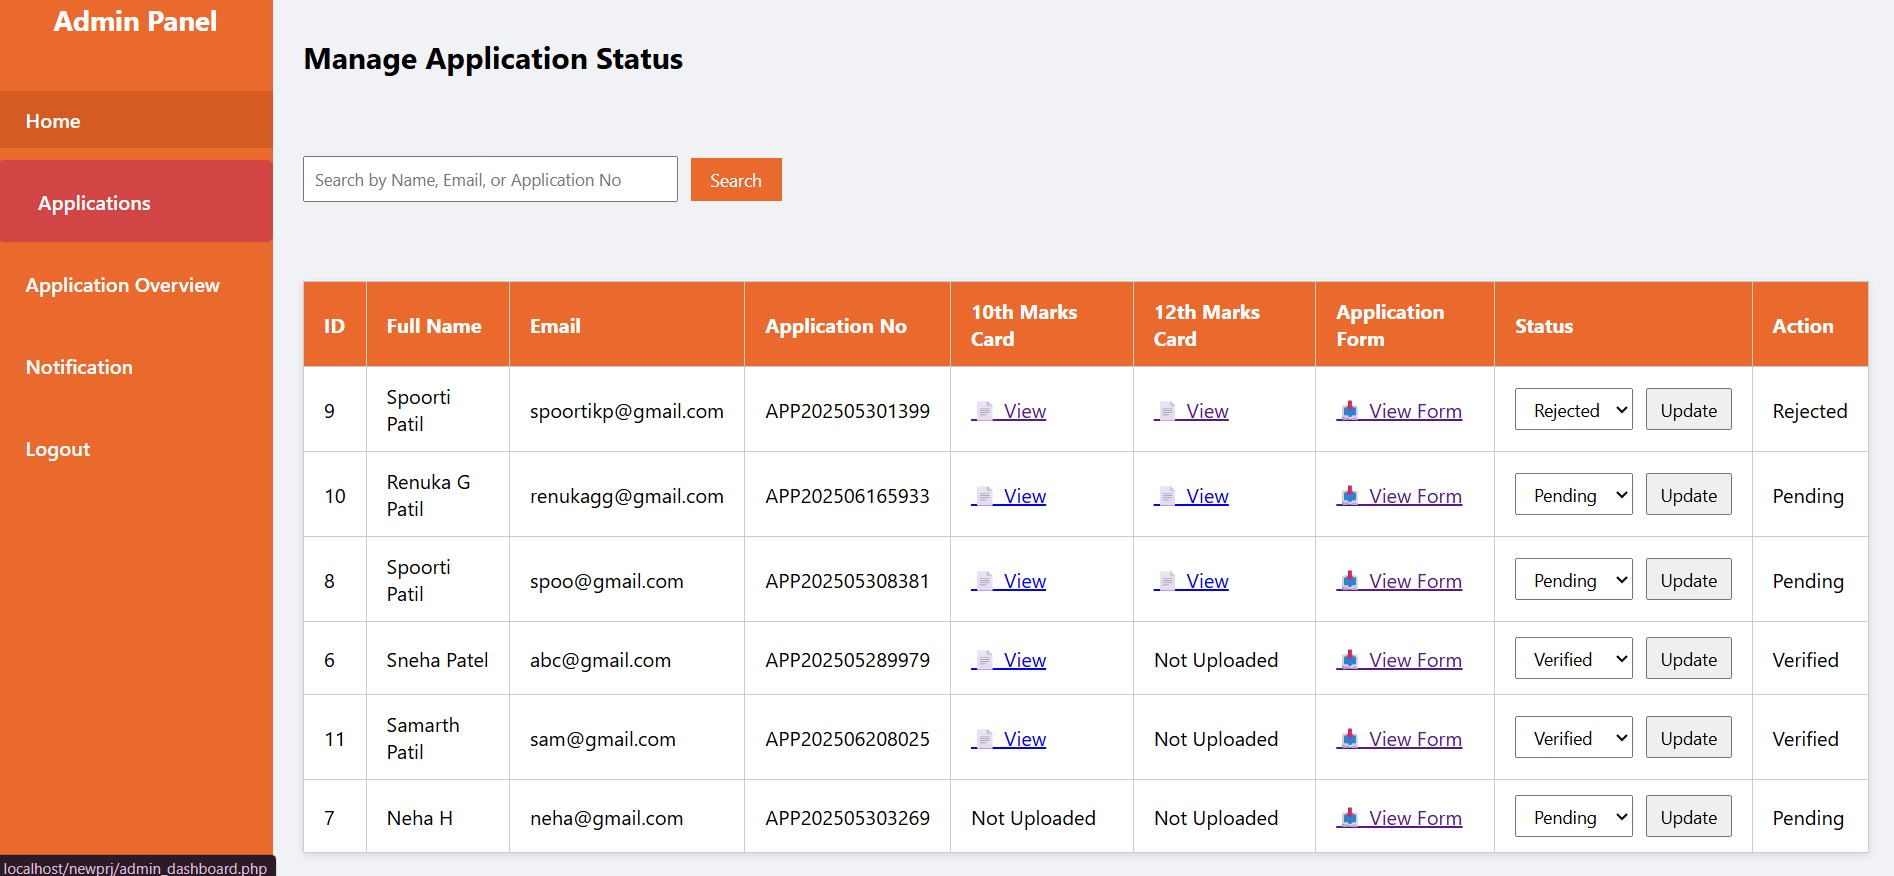 Admin Panel
Home
Applications
Application Overview
Notification
Logout
Manage Application Status
Search by Name, Email, or Application No
Search
ID Full Name Email Application No 10th Marks Card 12th Marks Card Application Form Status Action
9 Spoorti Patil spoortikp@gmail.com APP202505301399 View View View Form Rejected Update Rejected
10 Renuka G Patil renukagg@gmail.com APP202506165933 View View View Form Pending Update Pending
8 Spoorti Patil spoo@gmail.com APP202505308381 View View View Form Pending Update Pending
6 Sneha Patel abc@gmail.com APP202505289979 View Not Uploaded View Form Verified Update Verified
11 Samarth Patil sam@gmail.com APP202506208025 View Not Uploaded View Form Verified Update Verified
7 Neha H neha@gmail.com APP202505303269 Not Uploaded Not Uploaded View Form Pending Update Pending
localhost/newprj/admin_dashboard.php